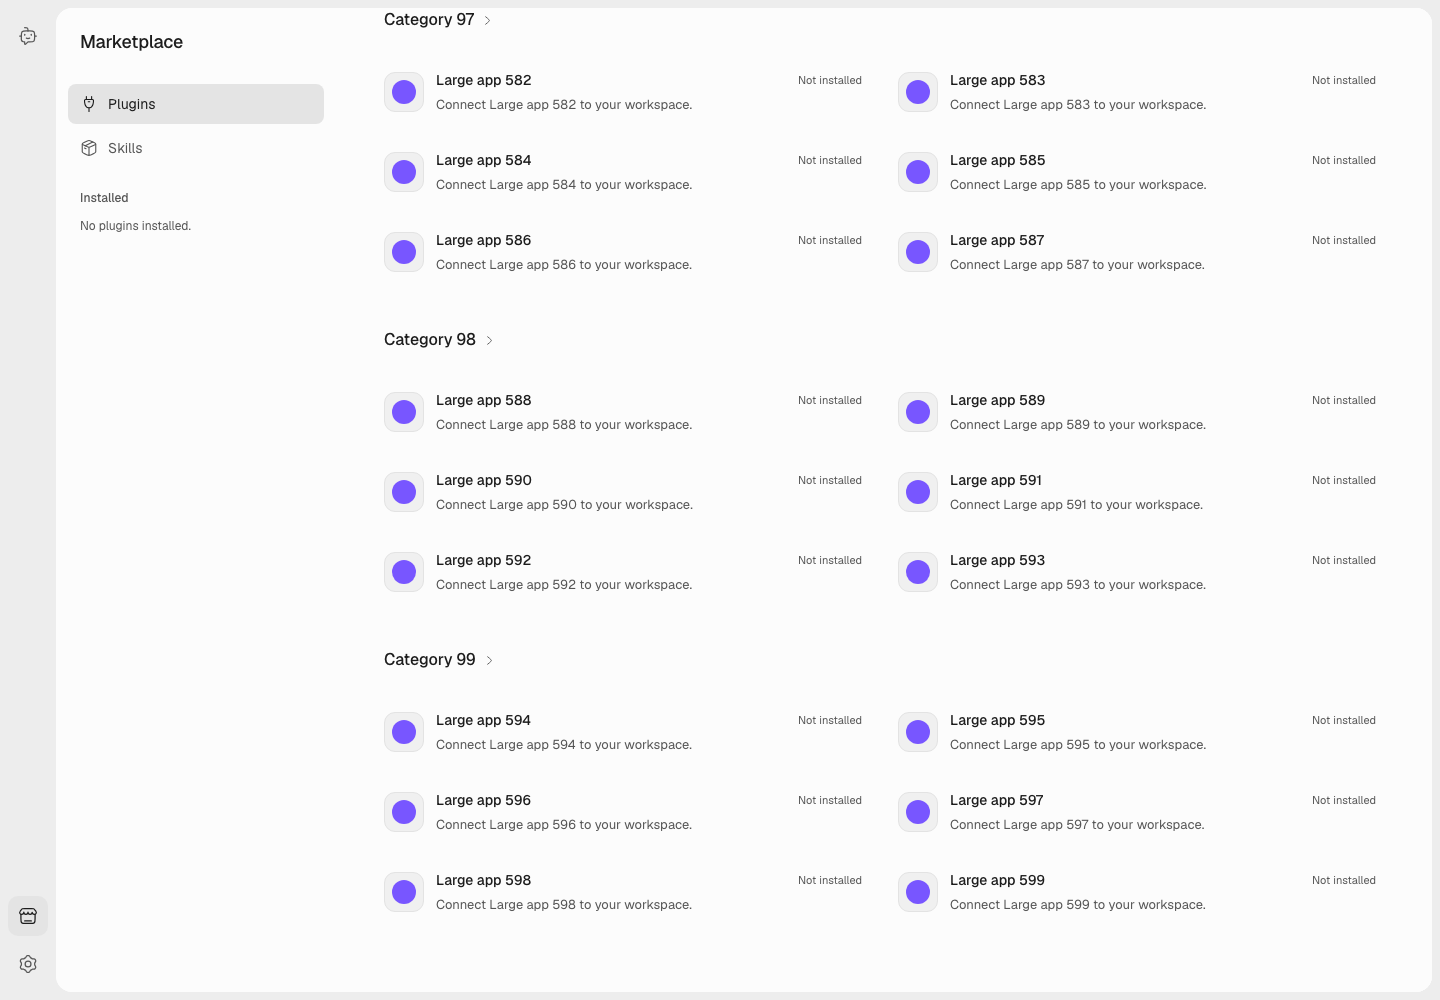 Marketplace
Plugins
Skills
Installed
No plugins installed.
Category 97
Large app 582
Not installed
Connect Large app 582 to your workspace.
Large app 583
Not installed
Connect Large app 583 to your workspace.
Large app 584
Not installed
Connect Large app 584 to your workspace.
Large app 585
Not installed
Connect Large app 585 to your workspace.
Large app 586
Not installed
Connect Large app 586 to your workspace.
Large app 587
Not installed
Connect Large app 587 to your workspace.
Category 98
Large app 588
Not installed
Connect Large app 588 to your workspace.
Large app 589
Not installed
Connect Large app 589 to your workspace.
Large app 590
Not installed
Connect Large app 590 to your workspace.
Large app 591
Not installed
Connect Large app 591 to your workspace.
Large app 592
Not installed
Connect Large app 592 to your workspace.
Large app 593
Not installed
Connect Large app 593 to your workspace.
Category 99
Large app 594
Not installed
Connect Large app 594 to your workspace.
Large app 595
Not installed
Connect Large app 595 to your workspace.
Large app 596
Not installed
Connect Large app 596 to your workspace.
Large app 597
Not installed
Connect Large app 597 to your workspace.
Large app 598
Not installed
Connect Large app 598 to your workspace.
Large app 599
Not installed
Connect Large app 599 to your workspace.